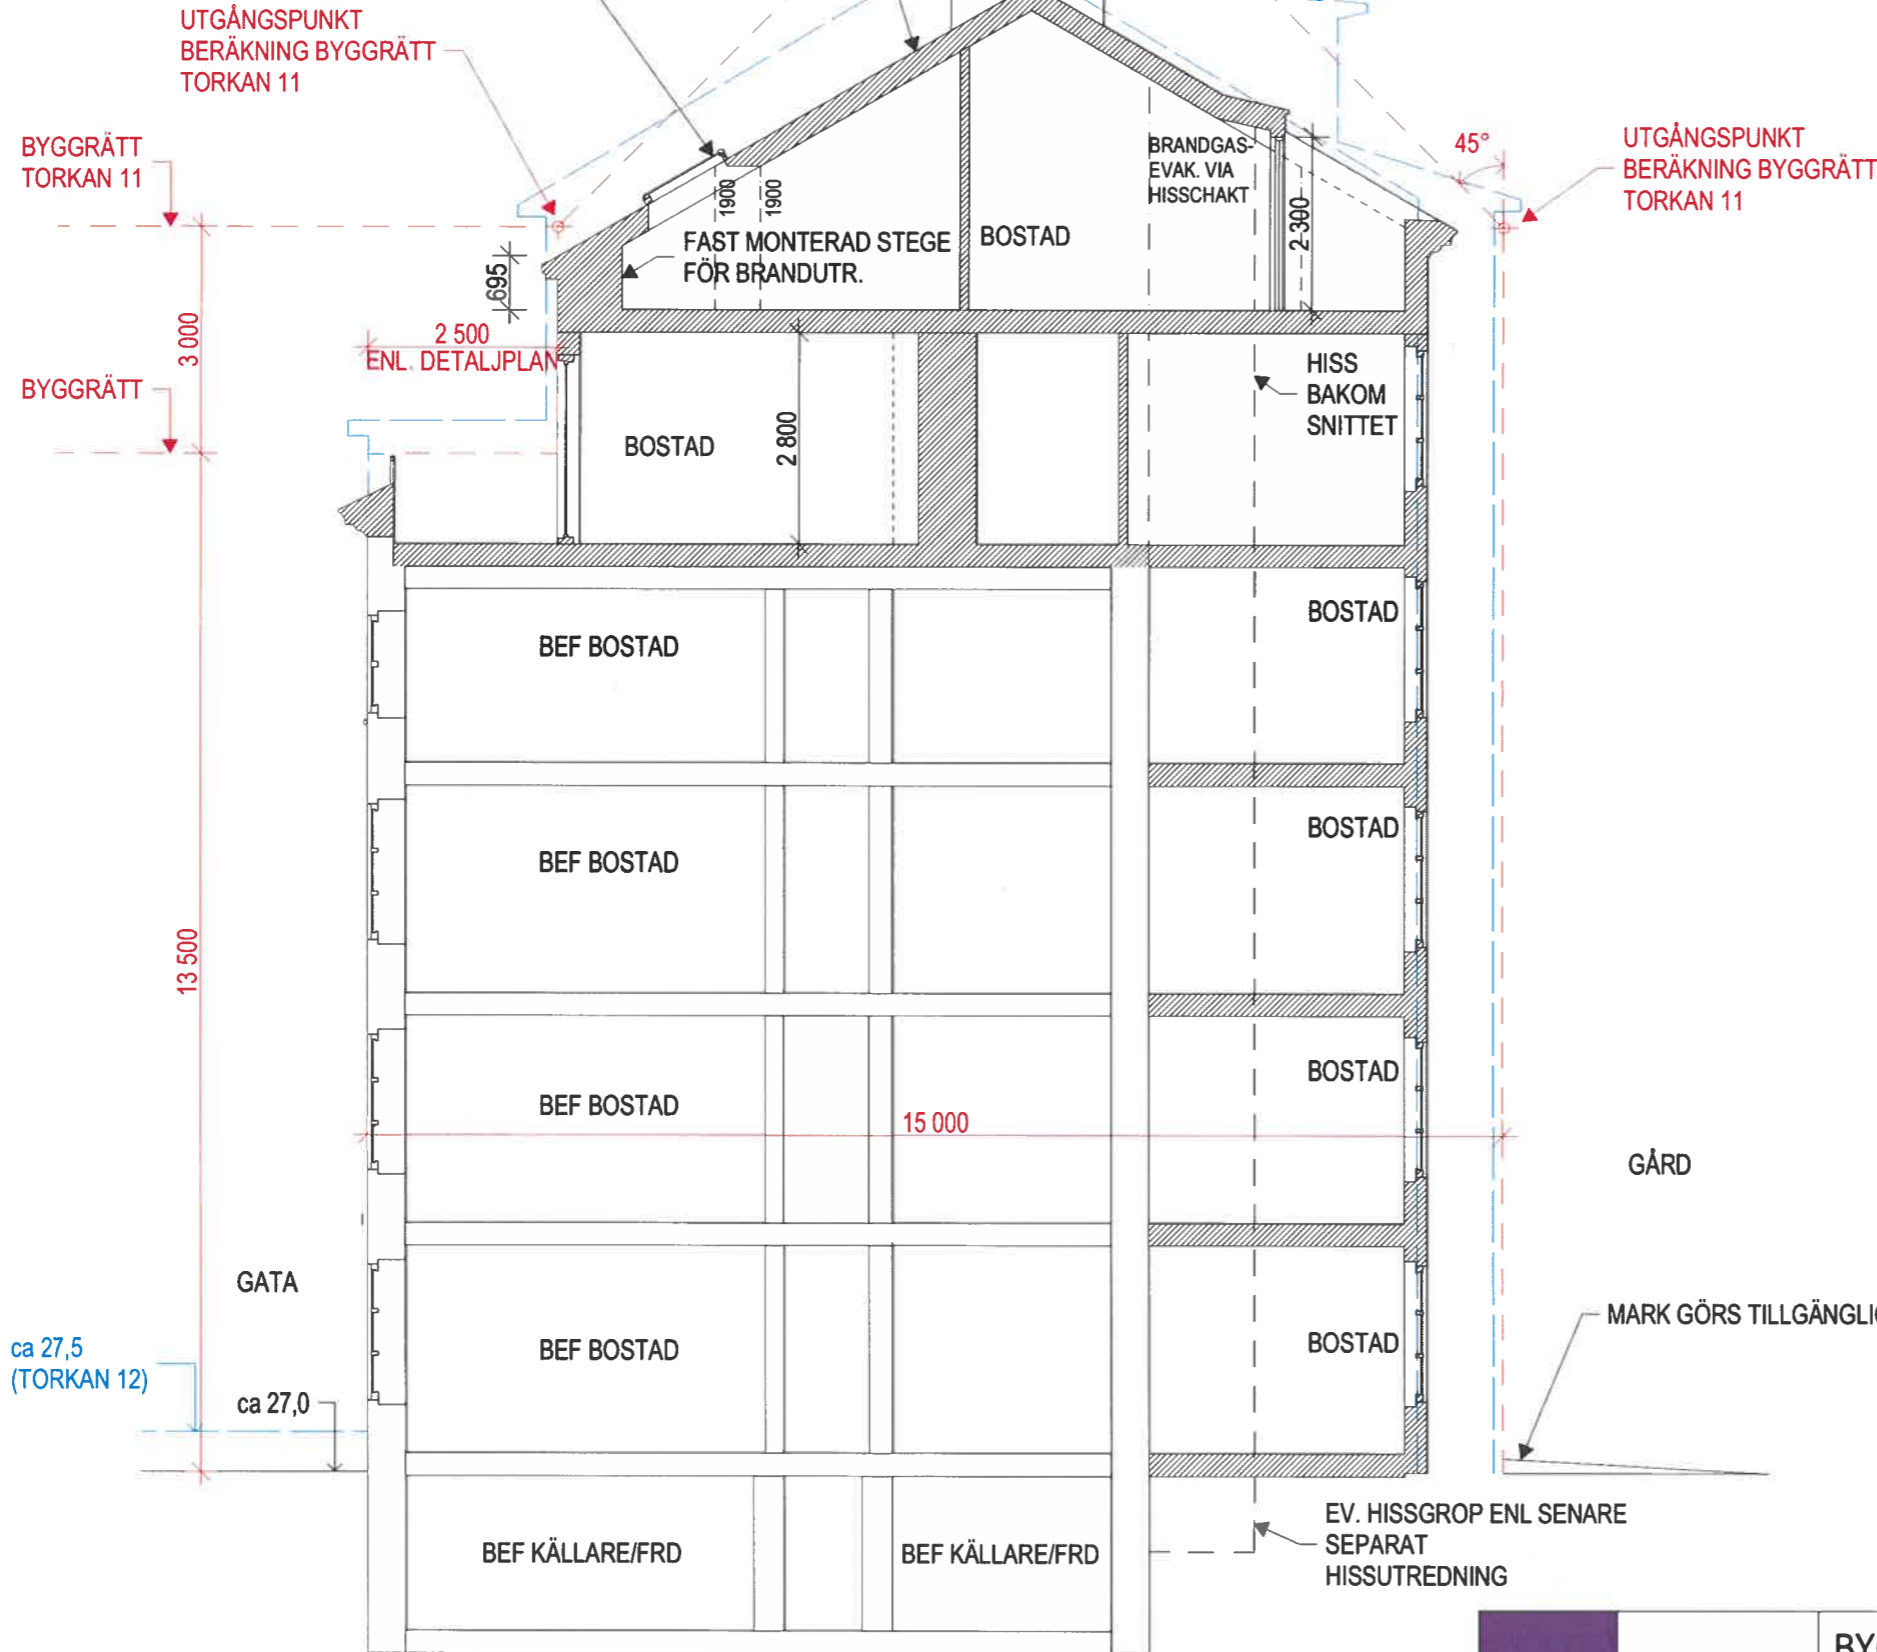 UTGÅNGSPUNKT
BERÄKNING BYGGRÄTT
TORKAN 11
BYGGRÄTT
TORKAN 11
45°
UTGÅNGSPUNKT
BERÄKNING BYGGRÄTT
TORKAN 11
BRANDGAS-
EVAK. VIA
HISSCHAKT
1900
1900
2 300
FAST MONTERAD STEGE
FÖR BRANDUTR.
BOSTAD
695
3 000
2 500
ENL. DETALJPLAN
BYGGRÄTT
HISS
BAKOM
SNITTET
BOSTAD
2 800
BEF BOSTAD
BOSTAD
BEF BOSTAD
BOSTAD
13 500
BEF BOSTAD
BOSTAD
15 000
GÅRD
GATA
MARK GÖRS TILLGÄNGLIG
BEF BOSTAD
BOSTAD
ca 27,5
(TORKAN 12)
ca 27,0
EV. HISSGROP ENL SENARE
SEPARAT
HISSUTREDNING
BEF KÄLLARE/FRD
BEF KÄLLARE/FRD